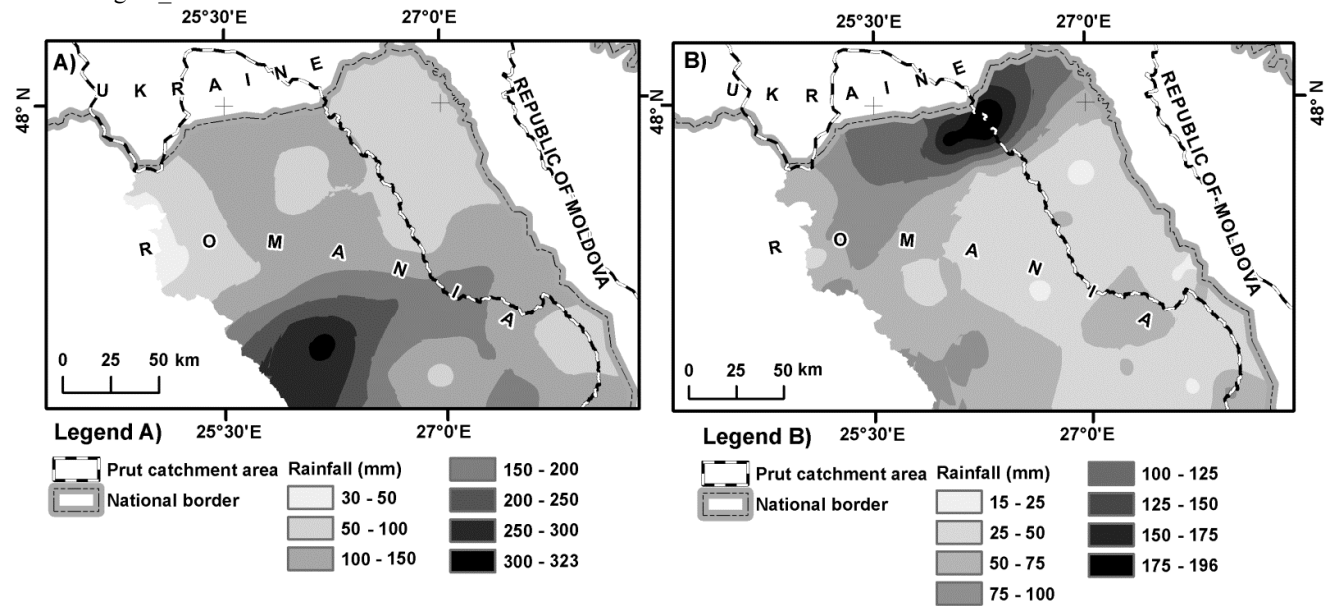 25°30'E 27°0'E 25°30'E 27°0'E
A) B)
UKRAINE UKRAINE
48° N 48° N 48° N
REPUBLIC OF MOLDOVA REPUBLIC OF MOLDOVA
ROMANIA ROMANIA
0 25 50 km 0 25 50 km
25°30'E 27°0'E 25°30'E 27°0'E
Legend A)
Prut catchment area
National border
Rainfall (mm)
30 - 50
50 - 100
100 - 150
150 - 200
200 - 250
250 - 300
300 - 323
Legend B)
Prut catchment area
National border
Rainfall (mm)
15 - 25
25 - 50
50 - 75
75 - 100
100 - 125
125 - 150
150 - 175
175 - 196